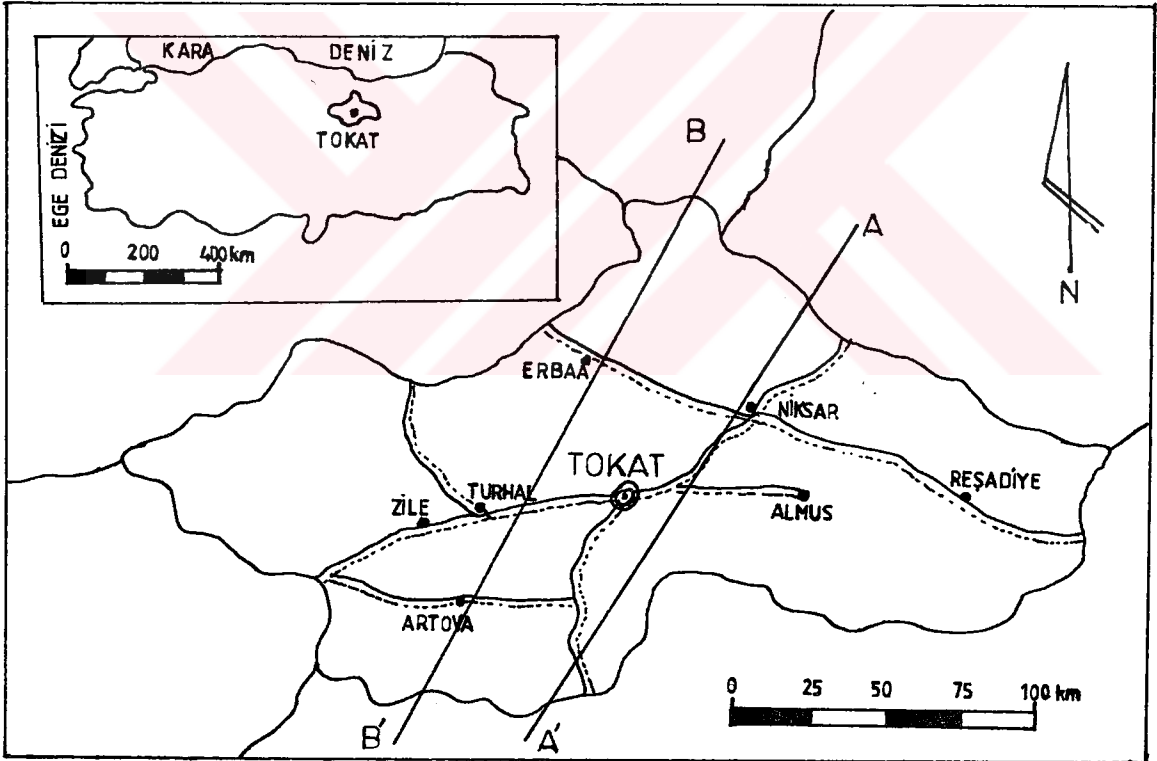 KARA DENİZ
TOKAT
EGE DENİZİ
0 200 400km
B
A
N
ERBAA
NİKSAR
TOKAT
REŞADİYE
TURHAL
ZİLE
ALMUS
ARTOVA
0 25 50 75 100 km
B'
A'